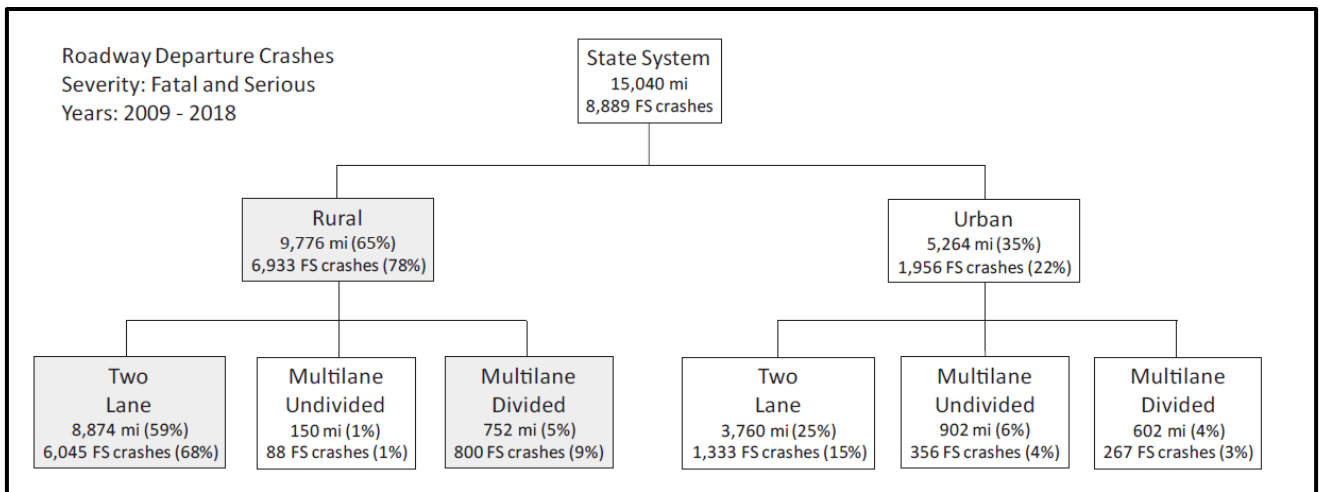 Roadway Departure Crashes
Severity: Fatal and Serious
Years: 2009 - 2018
State System
15,040 mi
8,889 FS crashes
Rural
9,776 mi (65%)
6,933 FS crashes (78%)
Urban
5,264 mi (35%)
1,956 FS crashes (22%)
Two
Lane
8,874 mi (59%)
6,045 FS crashes (68%)
Multilane
Undivided
150 mi (1%)
88 FS crashes (1%)
Multilane
Divided
752 mi (5%)
800 FS crashes (9%)
Two
Lane
3,760 mi (25%)
1,333 FS crashes (15%)
Multilane
Undivided
902 mi (6%)
356 FS crashes (4%)
Multilane
Divided
602 mi (4%)
267 FS crashes (3%)